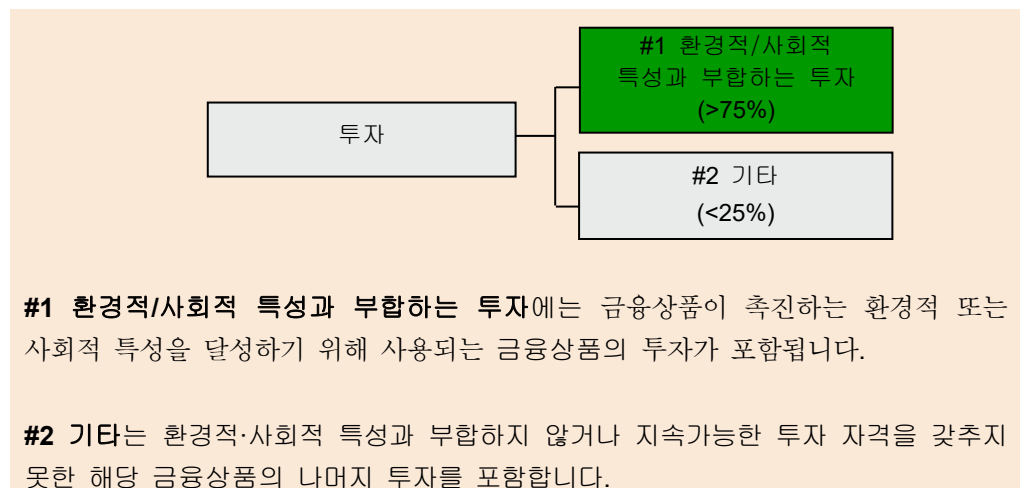 #1 환경적/사회적
특성과 부합하는 투자
(>75%)
투자
#2 기타
(<25%)
#1 환경적/사회적 특성과 부합하는 투자에는 금융상품이 촉진하는 환경적 또는
사회적 특성을 달성하기 위해 사용되는 금융상품의 투자가 포함됩니다.
#2 기타는 환경적·사회적 특성과 부합하지 않거나 지속가능한 투자 자격을 갖추지
못한 해당 금융상품의 나머지 투자를 포함합니다.